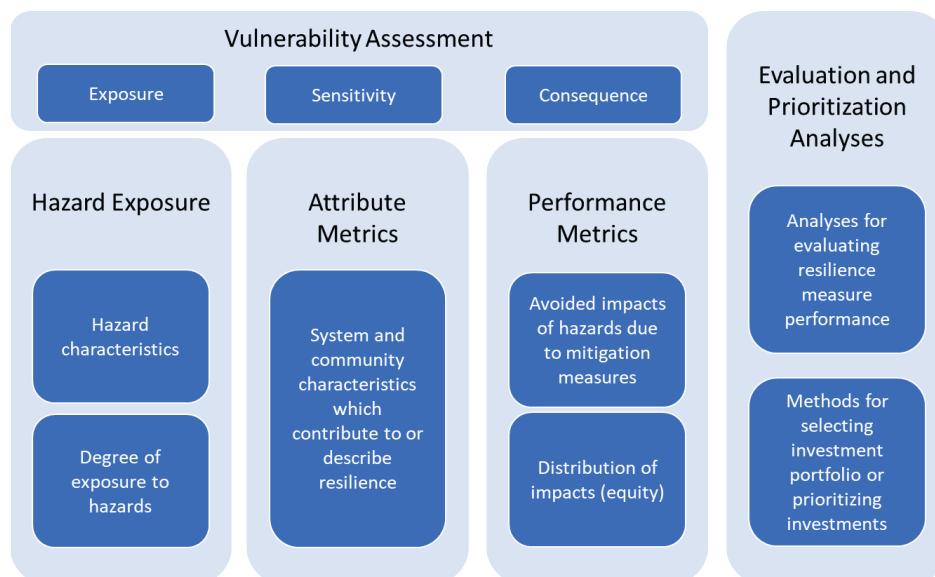 Vulnerability Assessment
Exposure
Sensitivity
Consequence
Hazard Exposure
Hazard
characteristics
Degree of
exposure to
hazards
Attribute
Metrics
System and
community
characteristics
which
contribute to or
describe
resilience
Performance
Metrics
Avoided impacts
of hazards due
to mitigation
measures
Distribution of
impacts (equity)
Evaluation and
Prioritization
Analyses
Analyses for
evaluating
resilience
measure
performance
Methods for
selecting
investment
portfolio or
prioritizing
investments